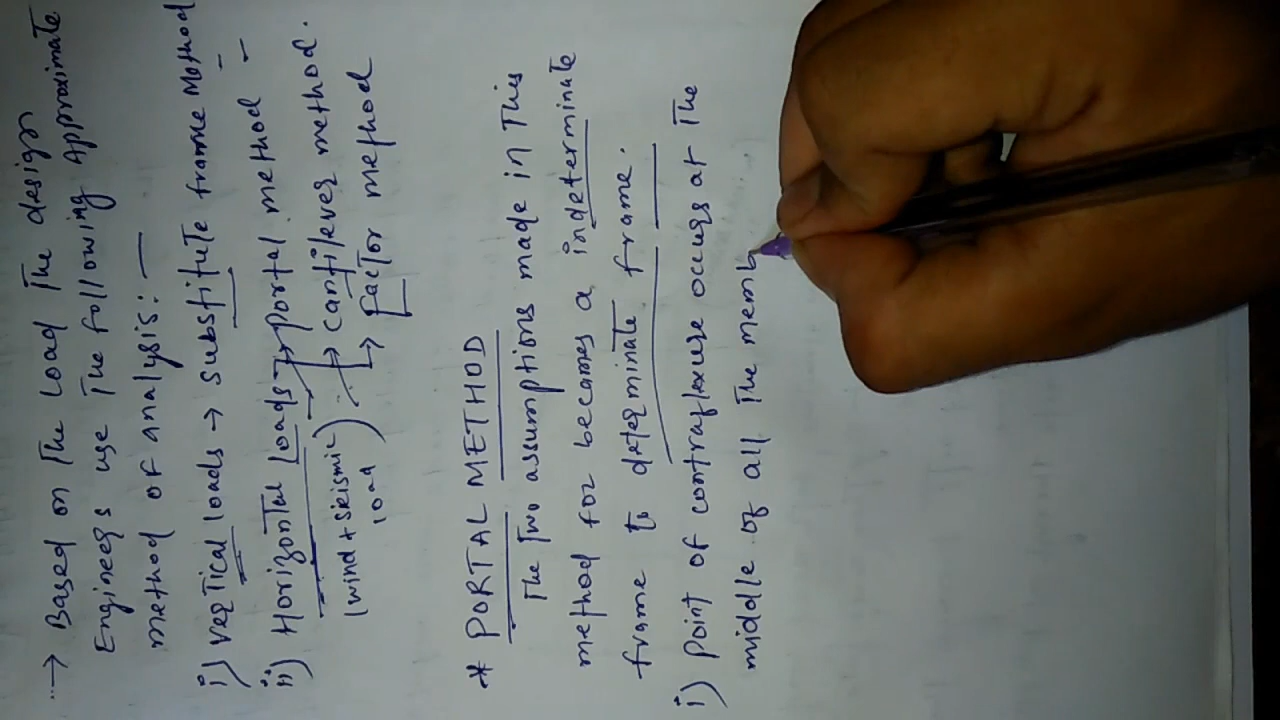 ...→ Based on The Load The design
Engineers use The following Approximate
method of analysis: —
i) vertical loads → substitute frame Method
ii) Horizontal Loads → portal method
(wind + seismic load) → cantilever method.
→ factor method
* PORTAL METHOD
The Two assumptions made in This
method for becomes a indeterminate
frame to determinate frame.
i) point of contraflexure occurs at The
middle of all The memb